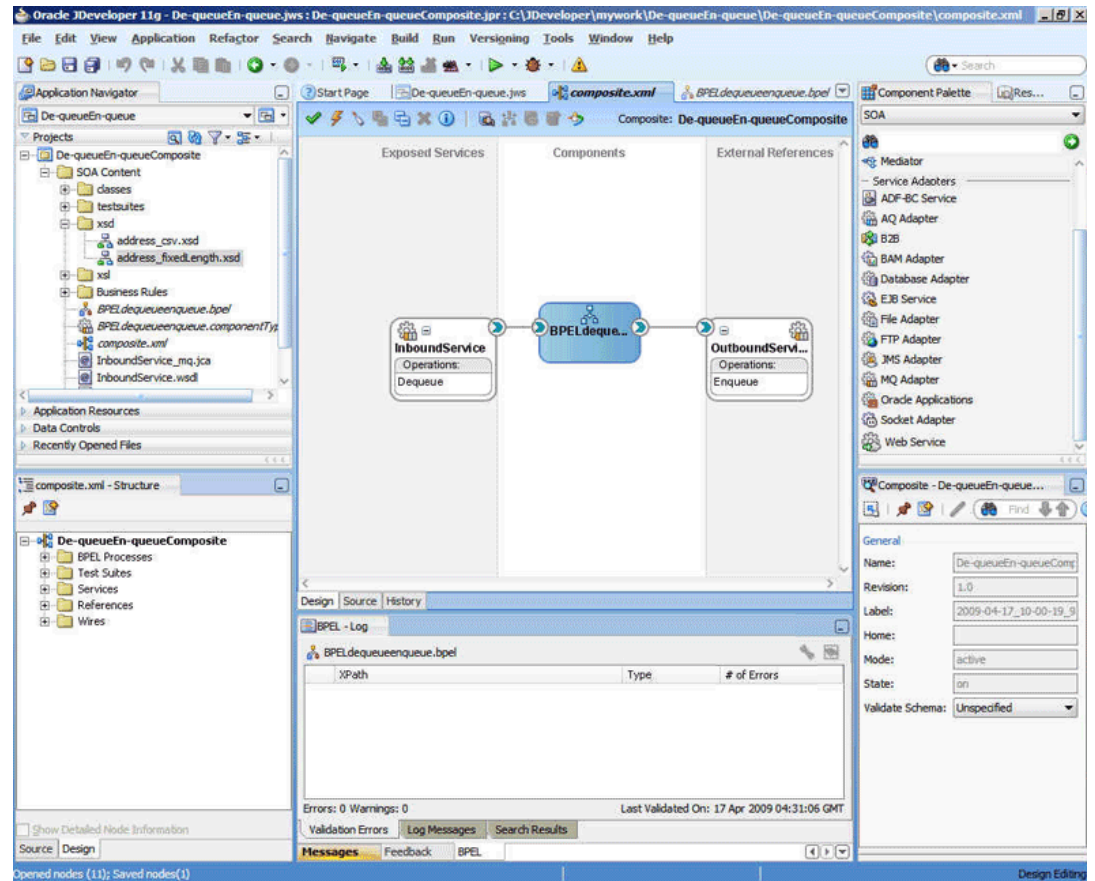 Oracle JDeveloper 11g - De-queueEn-queue.jws : De-queueEn-queueComposite.jpr : C:\JDeveloper\mywork\De-queueEn-queue\De-queueEn-queueComposite\composite.xml
File Edit View Application Refactor Search Navigate Build Run Versioning Tools Window Help
Search
Application Navigator
De-queueEn-queue
Projects
De-queueEn-queueComposite
SOA Content
classes
testsuites
xsd
address_csv.xsd
address_fixedLength.xsd
xsl
Business Rules
BPELdequeueenqueue.bpel
BPELdequeueenqueue.componentTyp
composite.xml
InboundService_mq.jca
InboundService.wsdl
Application Resources
Data Controls
Recently Opened Files
composite.xml - Structure
De-queueEn-queueComposite
BPEL Processes
Test Suites
Services
References
Wires
Show Detailed Node Information
Source Design
Start Page De-queueEn-queue.jws composite.xml BPELdequeueenqueue.bpel
Composite: De-queueEn-queueComposite
Exposed Services Components External References
InboundService
Operations:
Dequeue
BPELdeque...
OutboundServi...
Operations:
Enqueue
Design Source History
BPEL - Log
BPELdequeueenqueue.bpel
XPath Type # of Errors
Errors: 0 Warnings: 0 Last Validated On: 17 Apr 2009 04:31:06 GMT
Validation Errors Log Messages Search Results
Messages Feedback BPEL
Component Palette Res...
SOA
Mediator
Service Adapters
ADF-BC Service
AQ Adapter
B2B
BAM Adapter
Database Adapter
EJB Service
File Adapter
FTP Adapter
JMS Adapter
MQ Adapter
Oracle Applications
Socket Adapter
Web Service
Composite - De-queueEn-queue...
Find
General
Name: De-queueEn-queueComp
Revision: 1.0
Label: 2009-04-17_10-00-19_9
Home:
Mode: active
State: on
Validate Schema: Unspecified
Opened nodes (11); Saved nodes(1) Design Editing